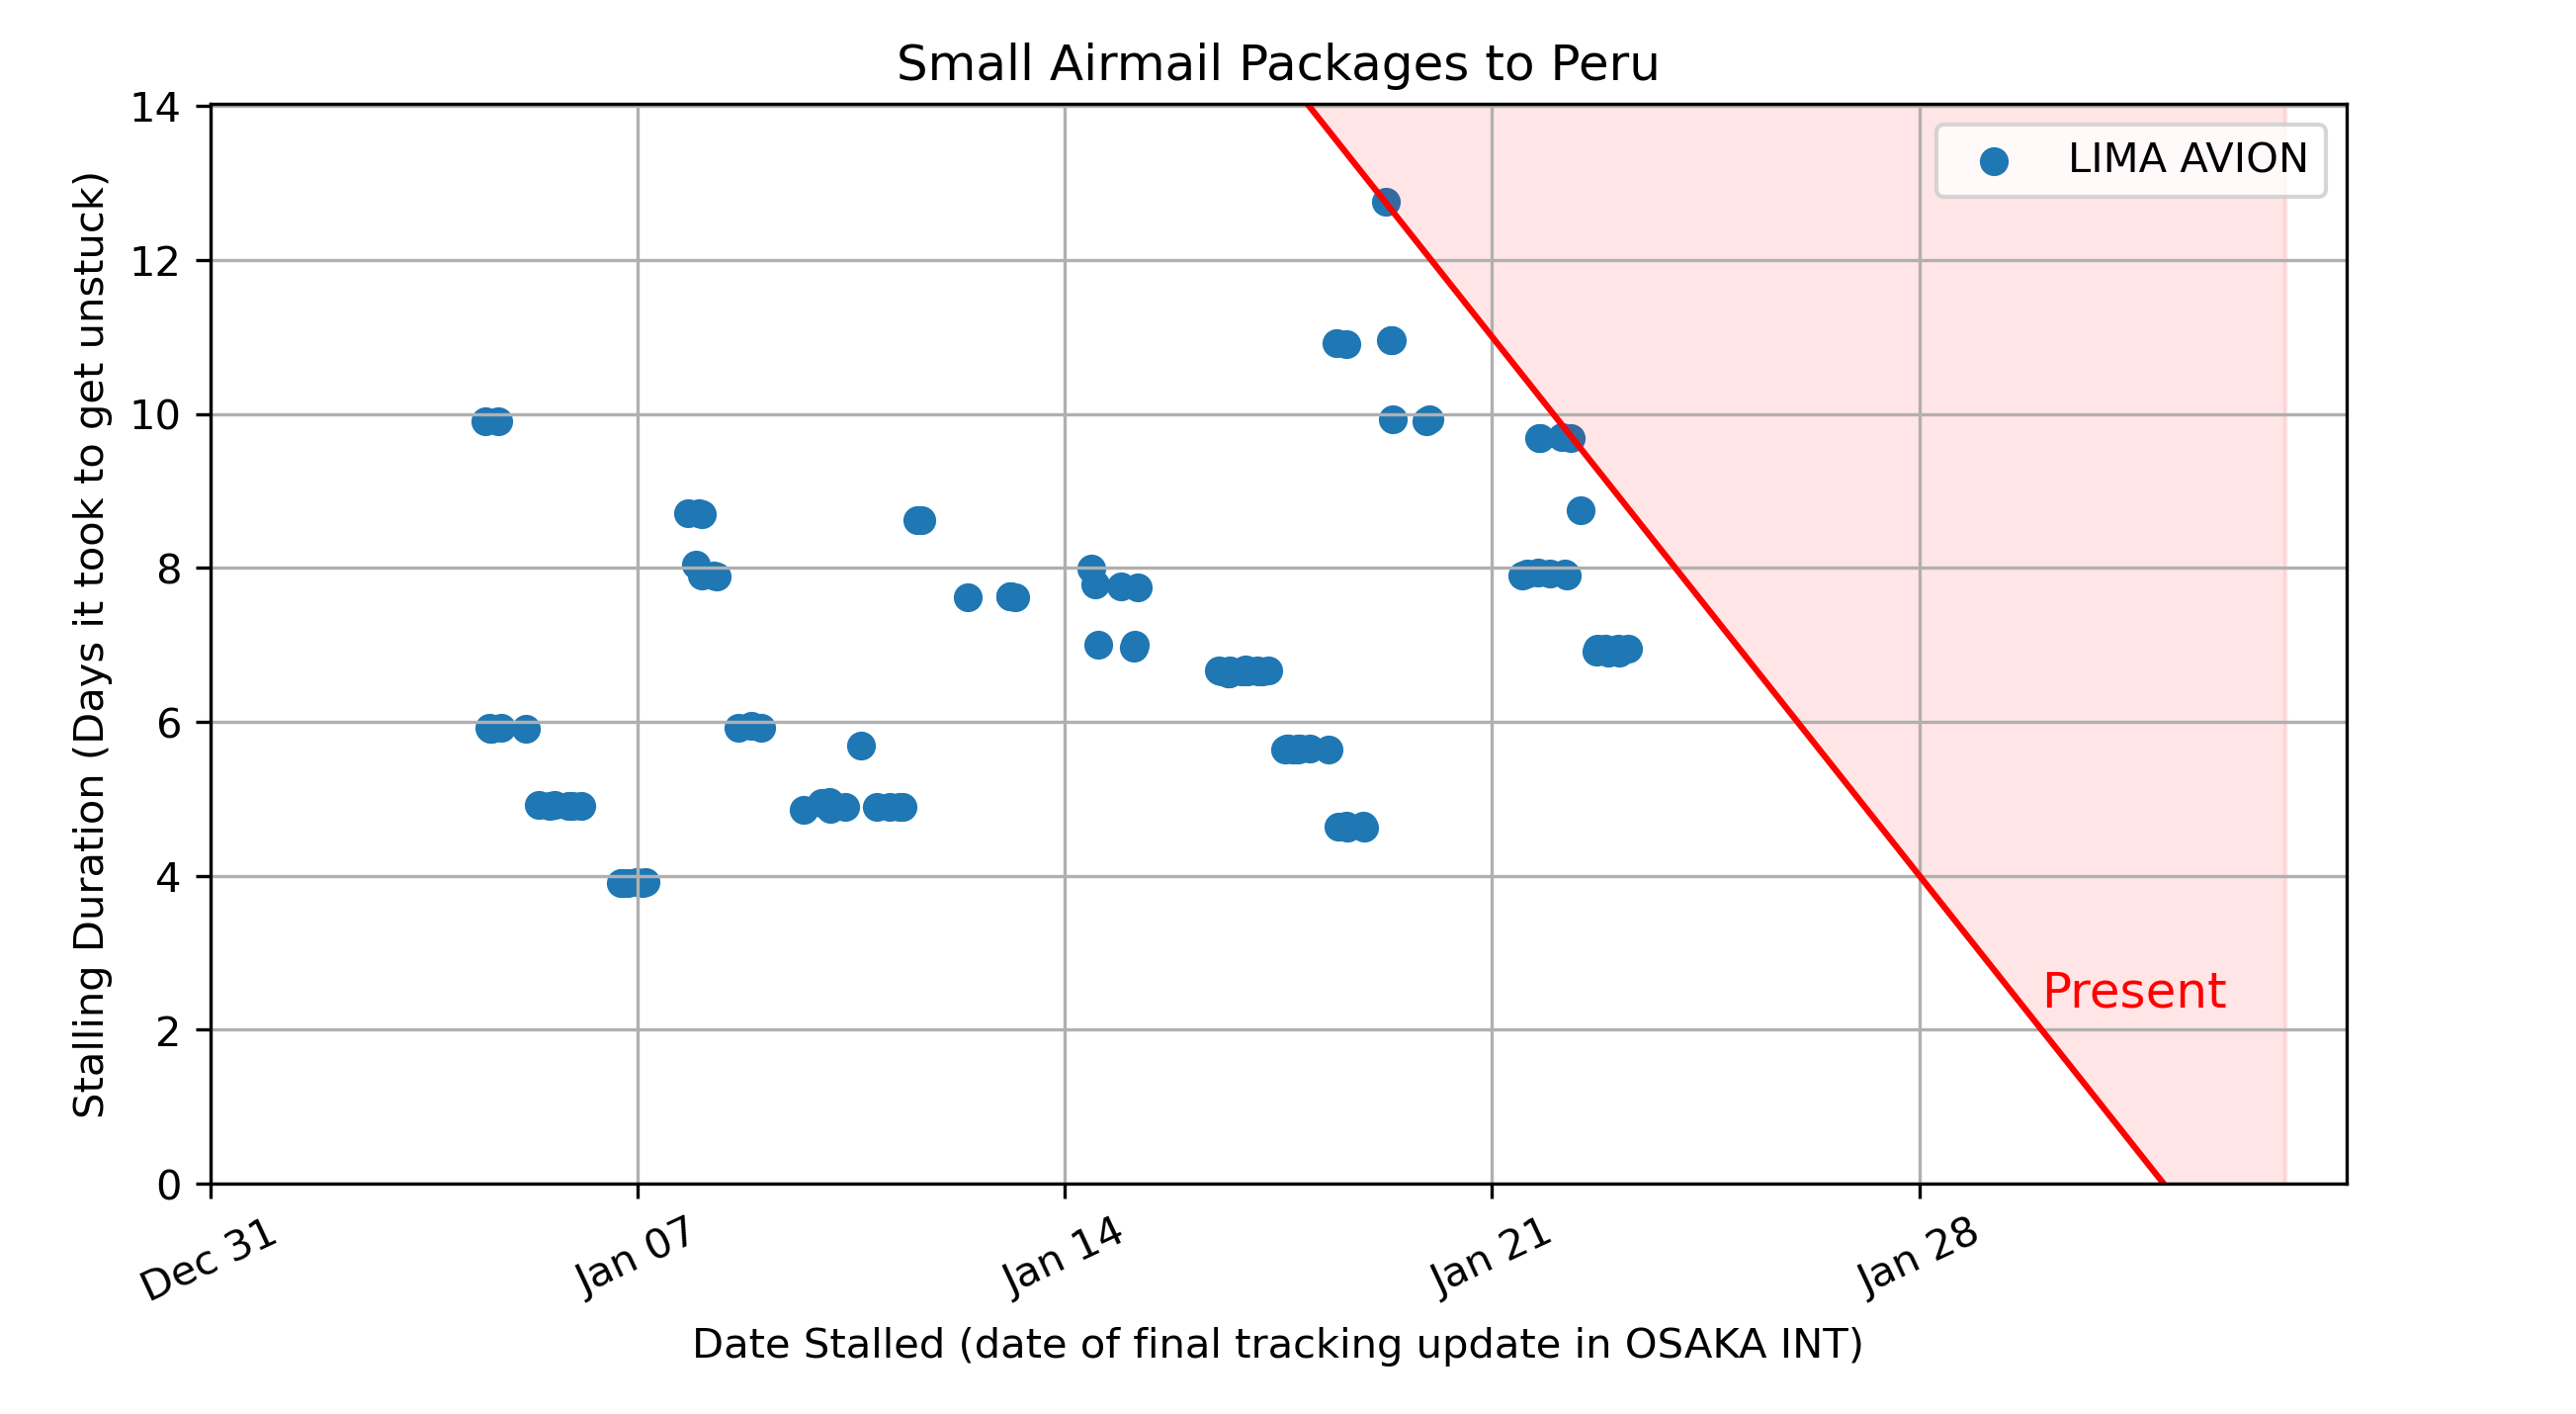 Small Airmail Packages to Peru
14
12
10
8
6
4
2
0
Stalling Duration (Days it took to get unstuck)
LIMA AVION
Present
Dec 31
Jan 07
Jan 14
Jan 21
Jan 28
Date Stalled (date of final tracking update in OSAKA INT)